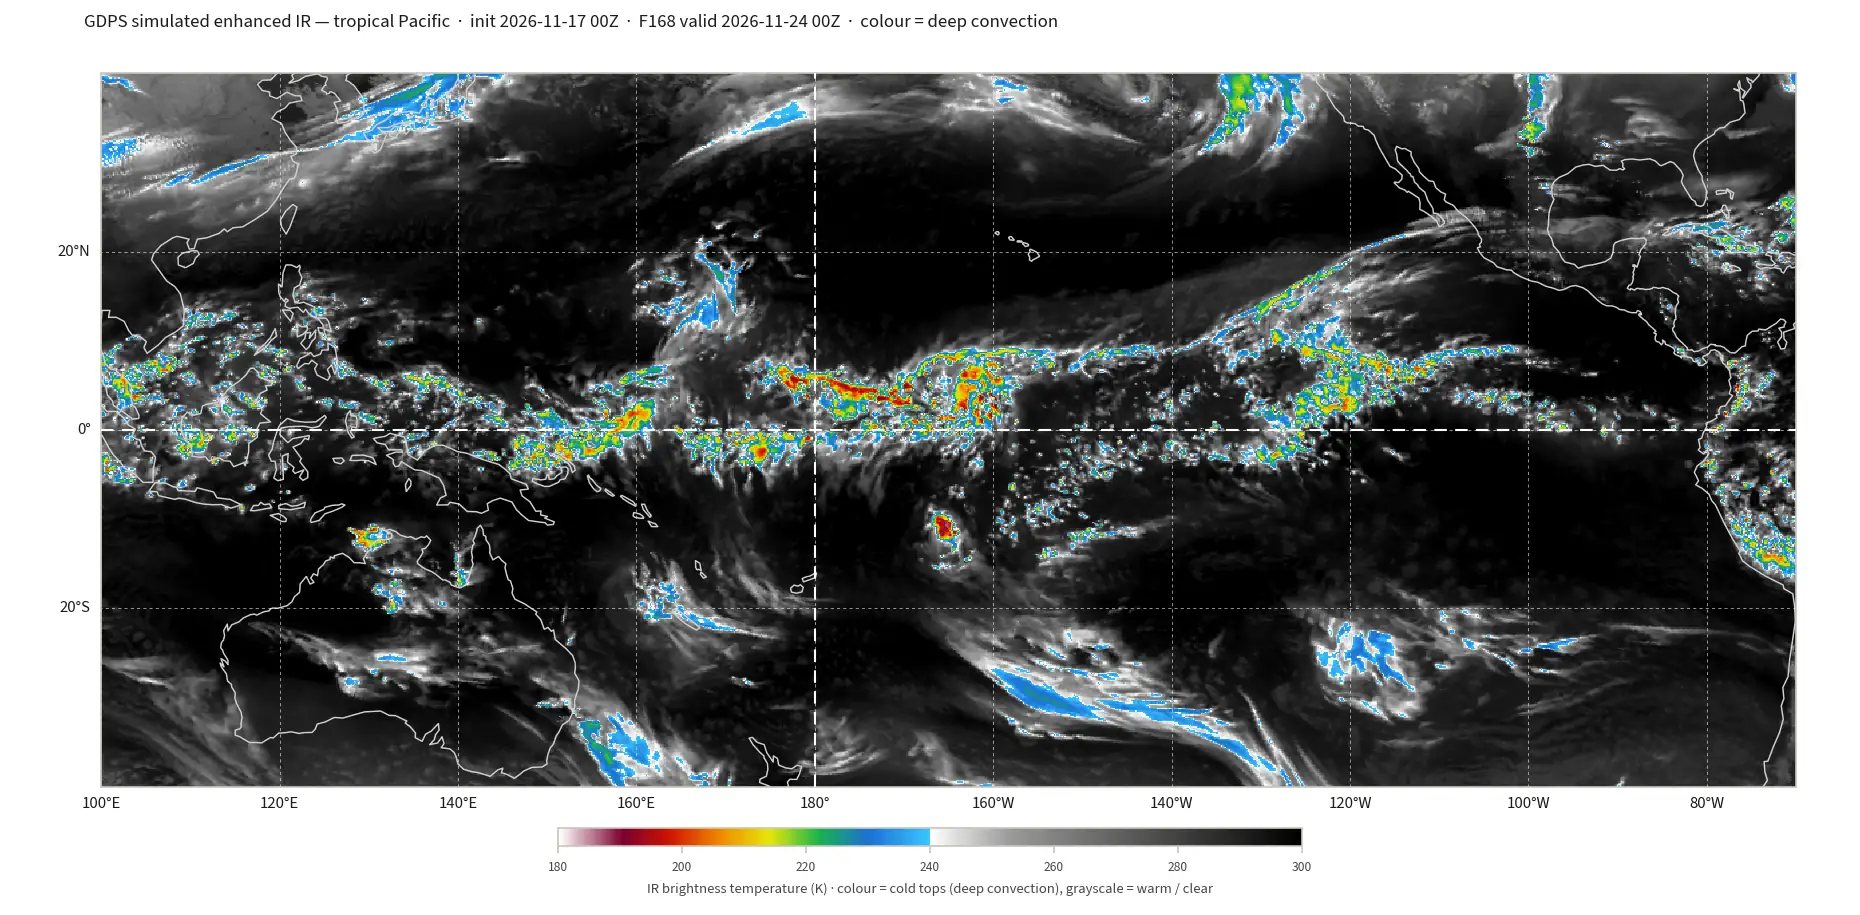 GDPS simulated enhanced IR — tropical Pacific · init 2026-11-17 00Z · F168 valid 2026-11-24 00Z · colour = deep convection
20°N
0°
20°S
100°E 120°E 140°E 160°E 180° 160°W 140°W 120°W 100°W 80°W
180 200 220 240 260 280 300
IR brightness temperature (K) · colour = cold tops (deep convection), grayscale = warm / clear